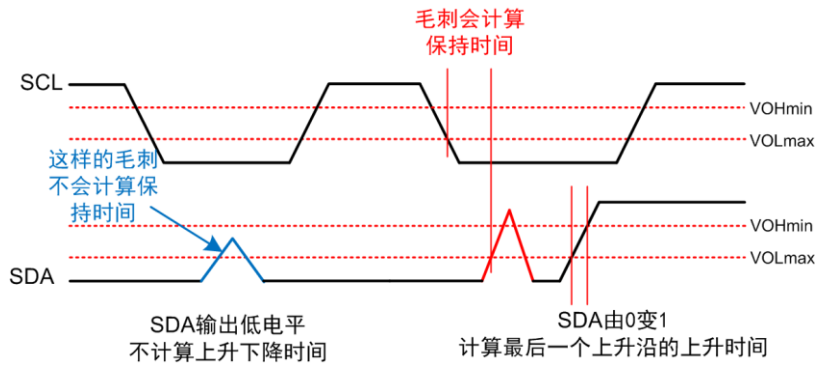 毛刺会计算
保持时间
SCL
VOHmin
VOLmax
这样的毛刺
不会计算保
持时间
VOHmin
VOLmax
SDA
SDA输出低电平
不计算上升下降时间
SDA由0变1
计算最后一个上升沿的上升时间